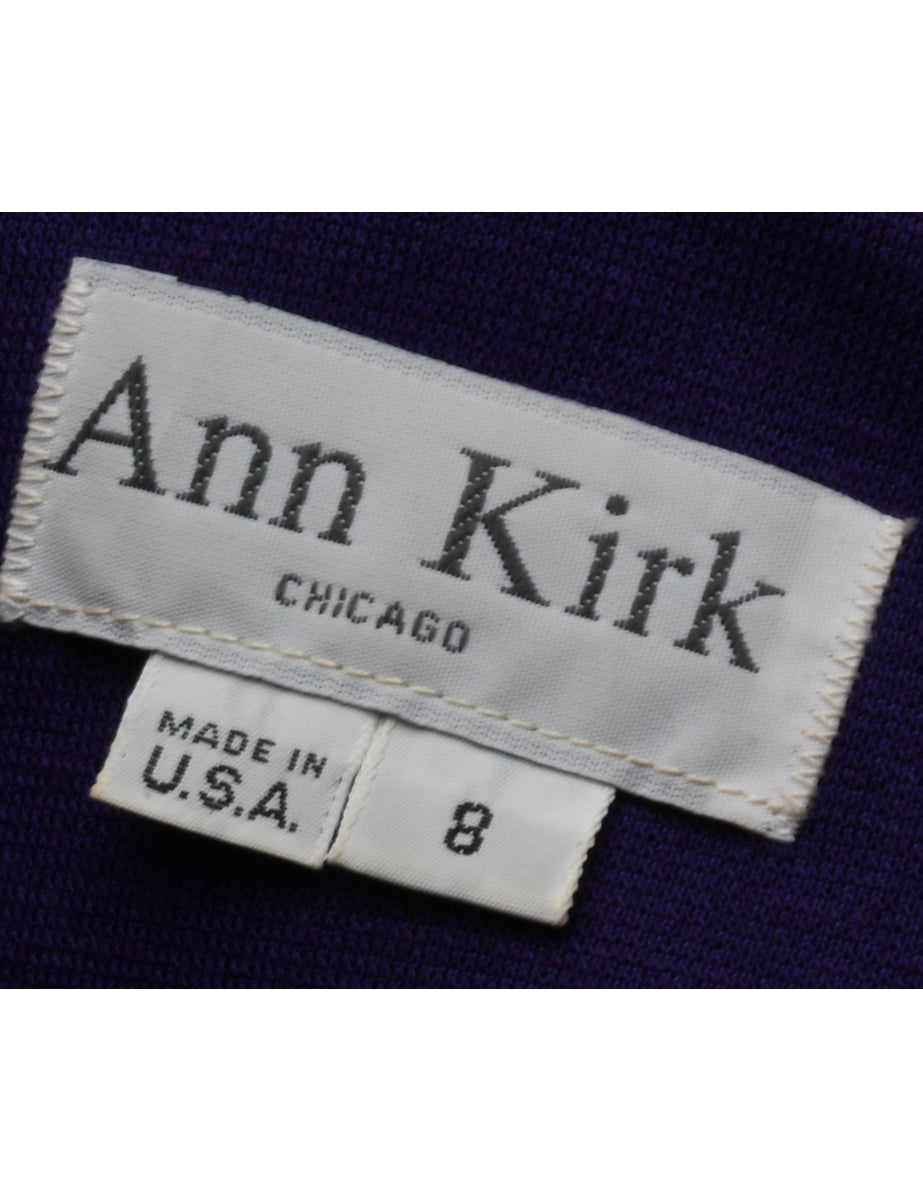 Ann Kirk
CHICAGO
MADE IN
U.S.A.
8